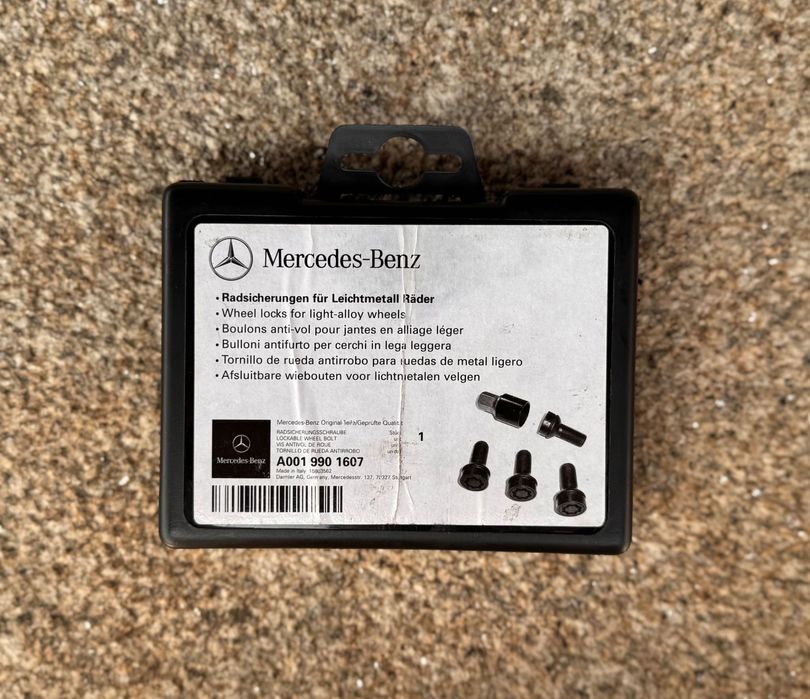 Mercedes-Benz
• Radsicherungen für Leichtmetall Räder
• Wheel locks for light-alloy wheels
• Boulons anti-vol pour jantes en alliage léger
• Bulloni antifurto per cerchi in lega leggera
• Tornillo de rueda antirrobo para ruedas de metal ligero
• Afsluitbare wielbouten voor lichtmetalen velgen
Mercedes-Benz
Mercedes-Benz Original Teile/Geprüfte Qualität
RADSICHERUNGSSCHRAUBE
LOCKABLE WHEEL BOLT
VIS ANTIVOL DE ROUE
TORNILLO DE RUEDA ANTIRROBO
1
A001 990 1607
Made in Italy
Daimler AG, Germany, Mercedesstr. 137, 70327 Stuttgart